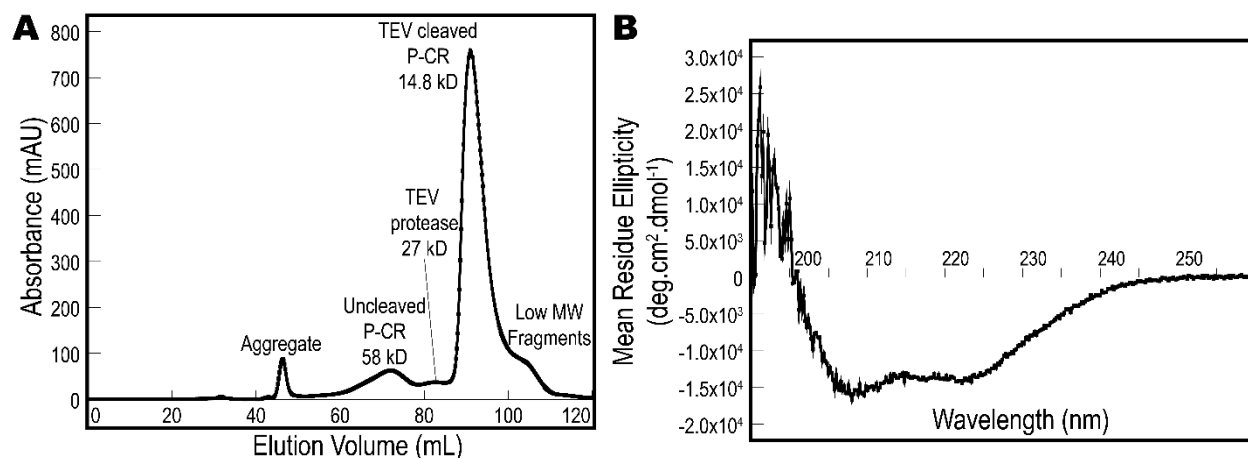 A
TEV cleaved
P-CR
14.8 kD
TEV
protease
27 kD
Uncleaved
P-CR
58 kD
Aggregate
Low MW
Fragments
800
700
600
500
400
300
200
100
0
0 20 40 60 80 100 120
Absorbance (mAU)
Elution Volume (mL)
B
3.0x10⁴
2.5x10⁴
2.0x10⁴
1.5x10⁴
1.0x10⁴
5.0x10³
0
-5.0x10³
-1.0x10⁴
-1.5x10⁴
-2.0x10⁴
200 210 220 230 240 250
Mean Residue Ellipticity
(deg.cm².dmol⁻¹)
Wavelength (nm)